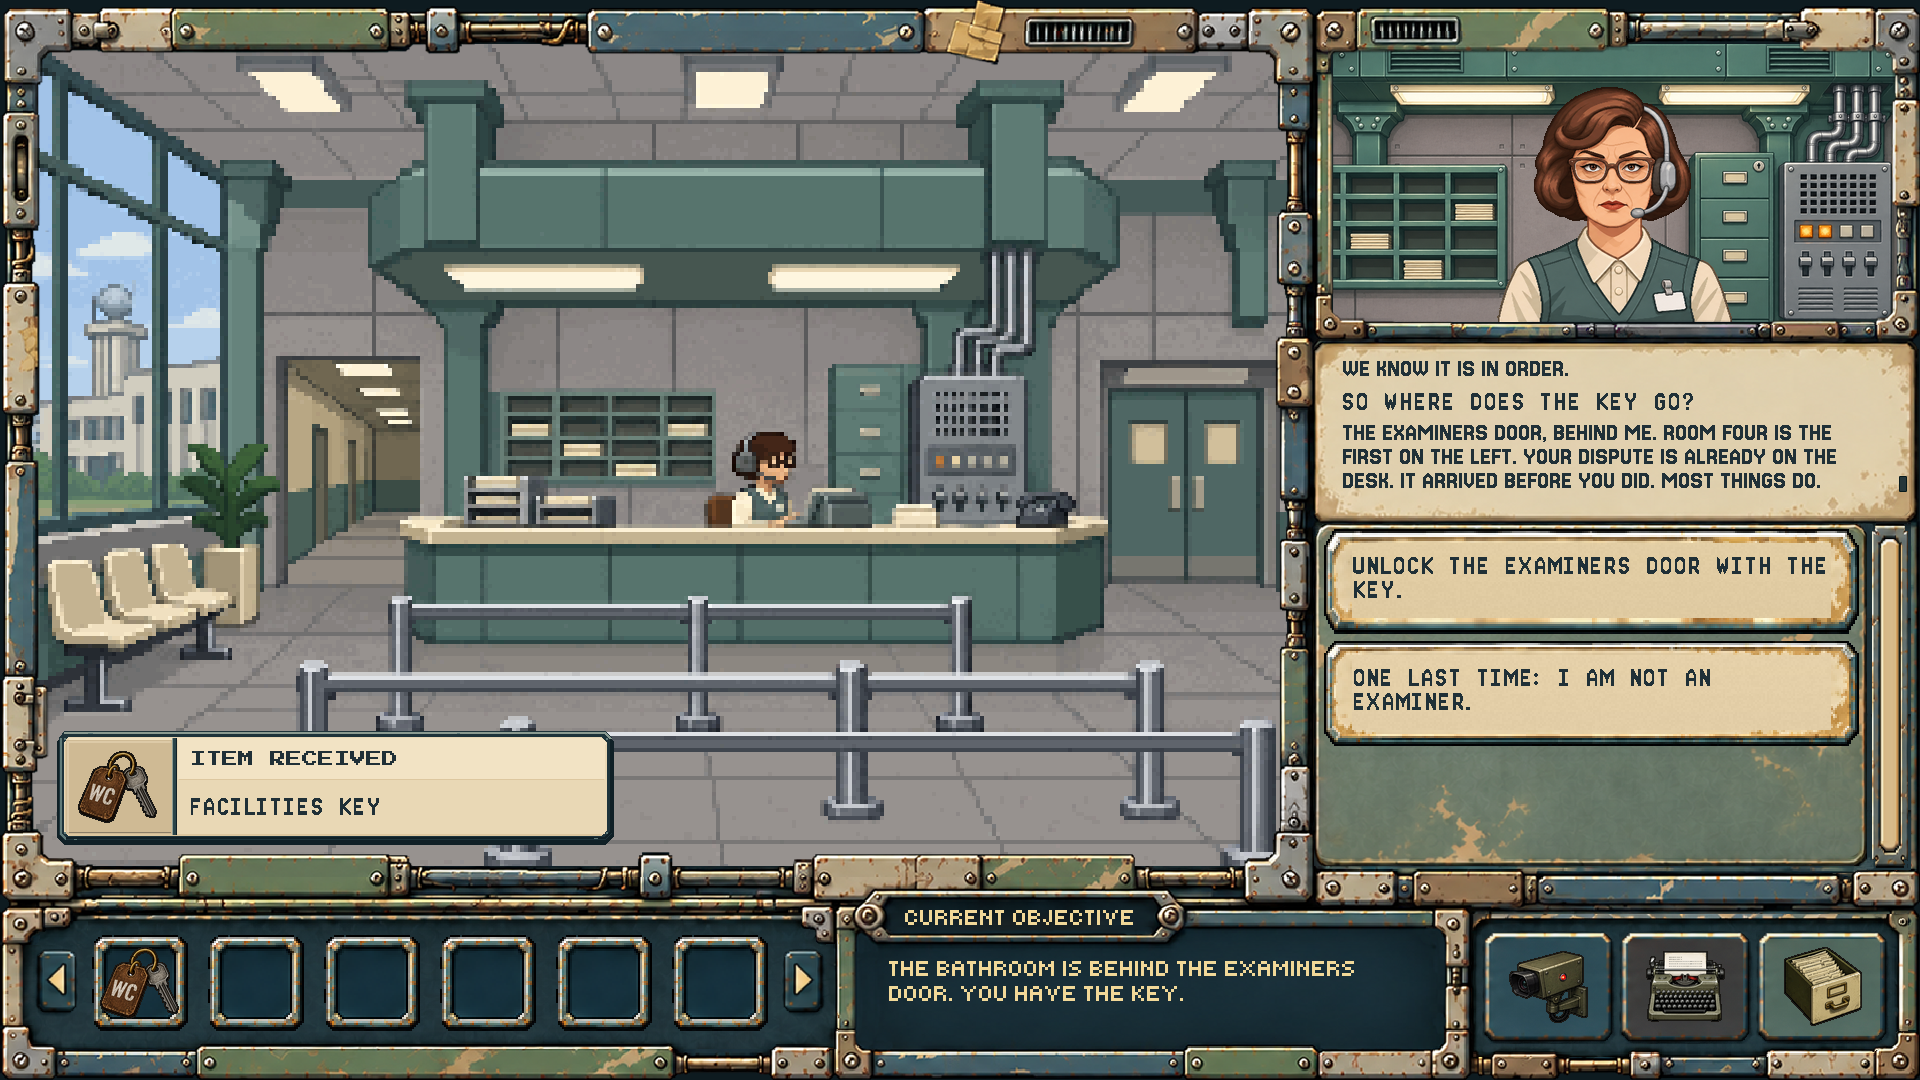 WE KNOW IT IS IN ORDER.
SO WHERE DOES THE KEY GO?
THE EXAMINERS DOOR, BEHIND ME. ROOM FOUR IS THE
FIRST ON THE LEFT. YOUR DISPUTE IS ALREADY ON THE
DESK. IT ARRIVED BEFORE YOU DID. MOST THINGS DO.
UNLOCK THE EXAMINERS DOOR WITH THE
KEY.
ONE LAST TIME: I AM NOT AN
EXAMINER.
ITEM RECEIVED
WC
FACILITIES KEY
CURRENT OBJECTIVE
THE BATHROOM IS BEHIND THE EXAMINERS
DOOR. YOU HAVE THE KEY.
WC